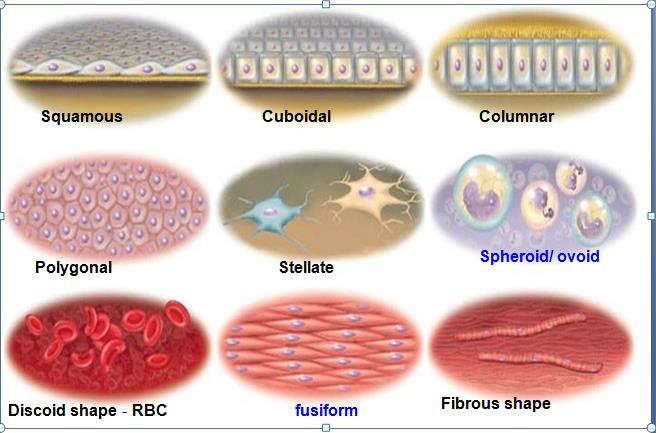 Squamous
Cuboidal
Columnar
Polygonal
Stellate
Spheroid/ ovoid
Discoid shape - RBC
fusiform
Fibrous shape